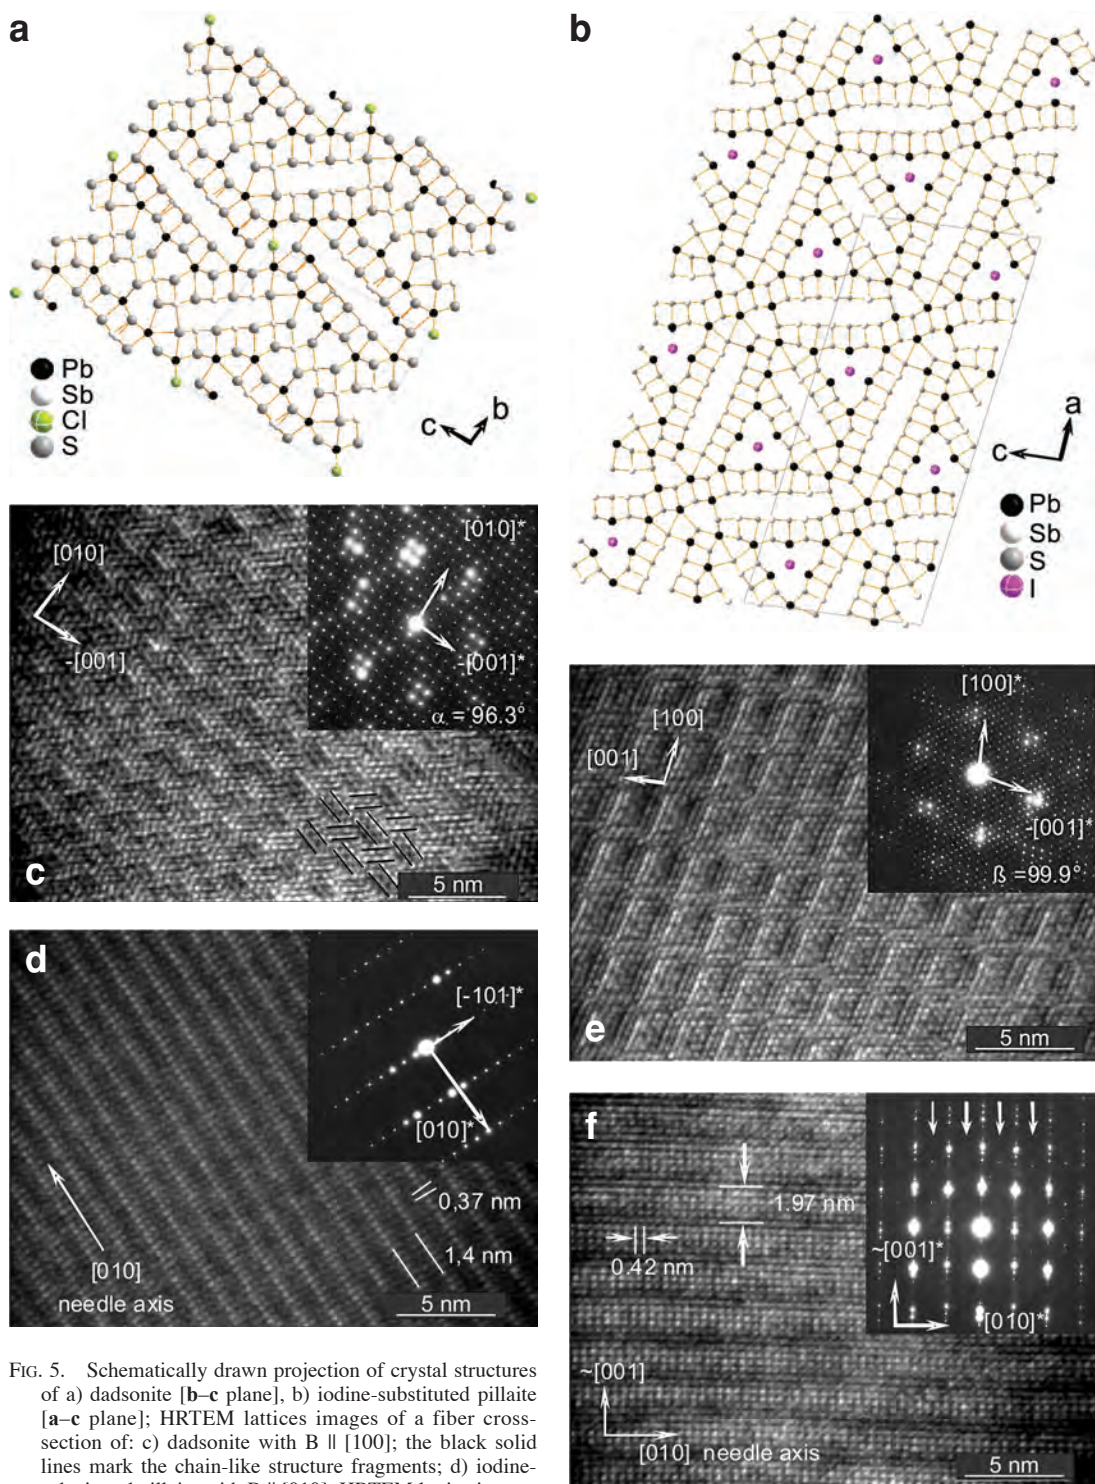 a
Pb
Sb
Cl
S
c
b
b
a
c
Pb
Sb
S
I
[010]
-[001]
[010]*
-[001]*
α = 96.3°
c
5 nm
d
[-101]*
[010]*
0,37 nm
1,4 nm
[010]
needle axis
5 nm
[100]
[001]
[100]*
-[001]*
ß =99.9°
e
5 nm
f
1.97 nm
0.42 nm
~[001]*
[010]*
~[001]
[010] needle axis
5 nm
FIG. 5. Schematically drawn projection of crystal structures
of a) dadsonite [b–c plane], b) iodine-substituted pillaite
[a–c plane]; HRTEM lattices images of a fiber cross-
section of: c) dadsonite with B || [100]; the black solid
lines mark the chain-like structure fragments; d) iodine-